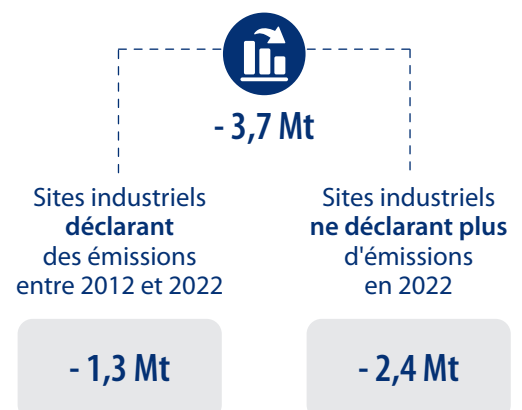 - 3,7 Mt
Sites industriels
déclarant
des émissions
entre 2012 et 2022
- 1,3 Mt
Sites industriels
ne déclarant plus
d'émissions
en 2022
- 2,4 Mt